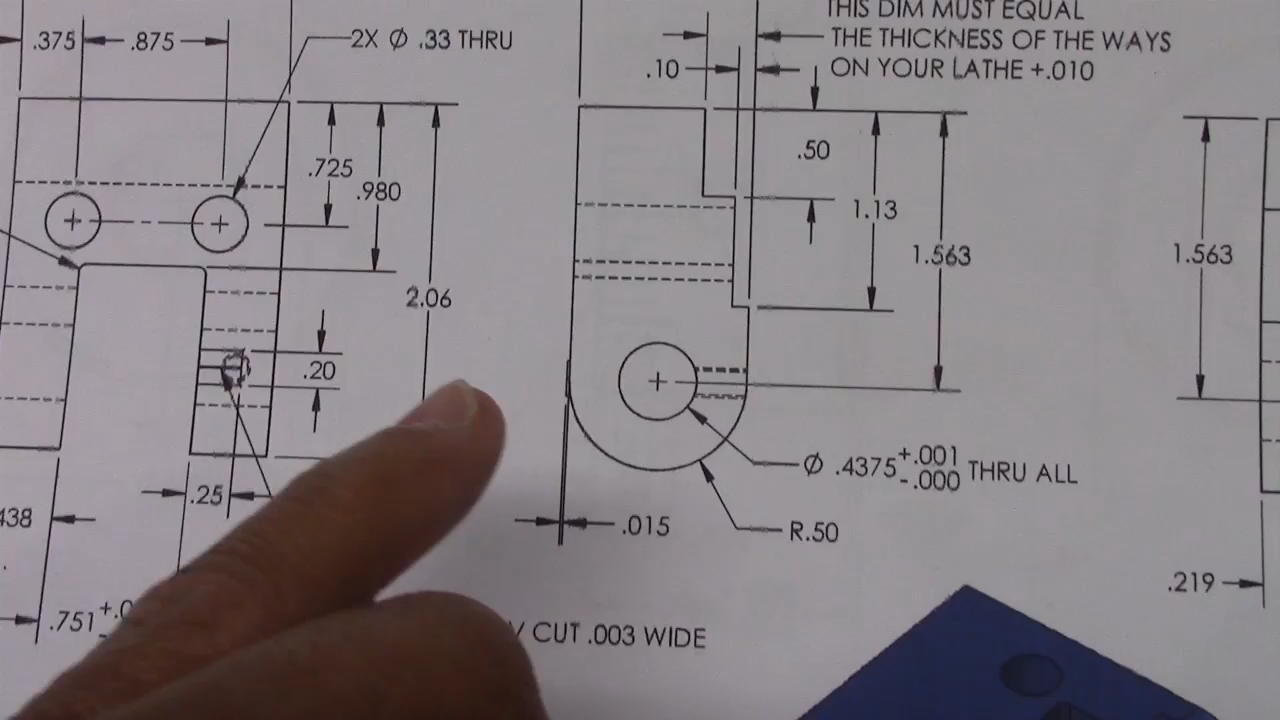 THIS DIM MUST EQUAL
THE THICKNESS OF THE WAYS
ON YOUR LATHE +.010
.375
.875
2X Ø .33 THRU
.10
.50
.725
.980
1.13
1.563
1.563
2.06
.20
.25
.4375 +.001 -.000 THRU ALL
Ø
438
.015
R.50
.219
.751
CUT .003 WIDE